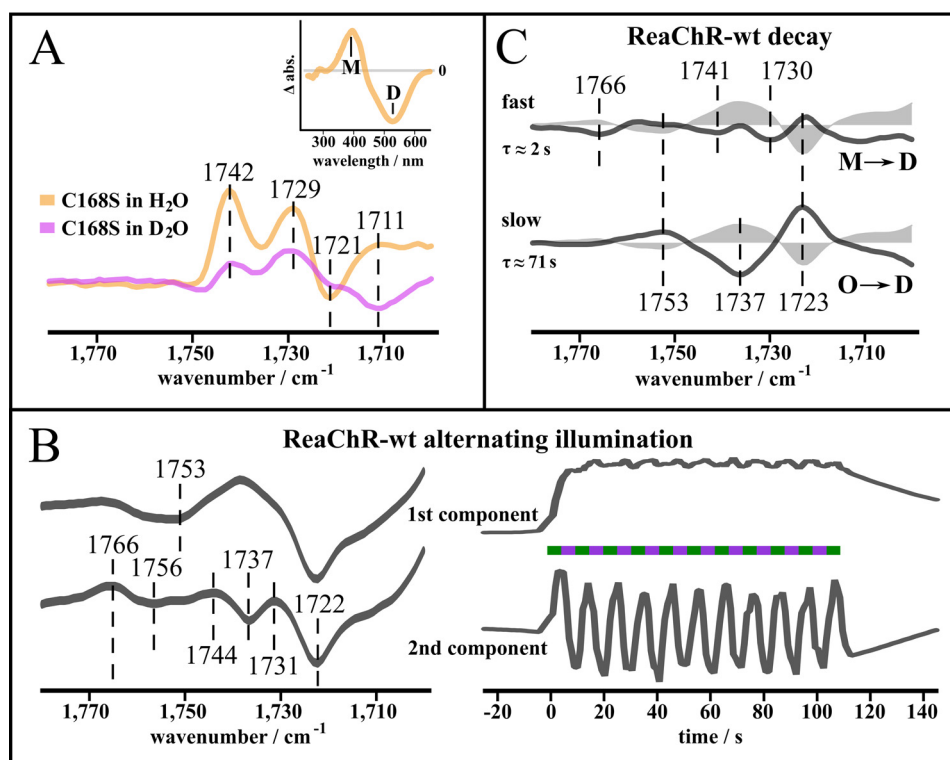 A
Δ abs.
M
D
0
300 400 500 600
wavelength / nm
C168S in H2O
C168S in D2O
1742
1729
1721
1711
1,770 1,750 1,730 1,710
wavenumber / cm-1
C
ReaChR-wt decay
1766
1741
1730
fast
τ ≈ 2 s
M → D
slow
τ ≈ 71 s
O → D
1753 1737 1723
1,770 1,750 1,730 1,710
wavenumber / cm-1
B
ReaChR-wt alternating illumination
1753
1st component
1766
1756
1737
1722
1744
1731
2nd component
1,770 1,750 1,730 1,710
wavenumber / cm-1
-20 0 20 40 60 80 100 120 140
time / s